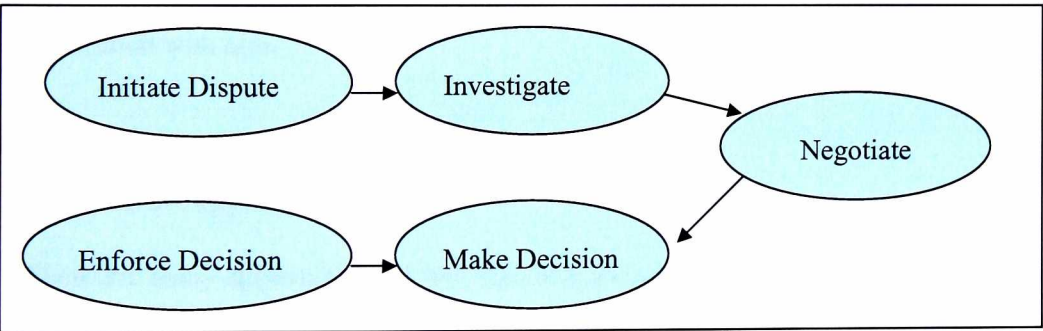 Initiate Dispute
Investigate
Negotiate
Enforce Decision
Make Decision